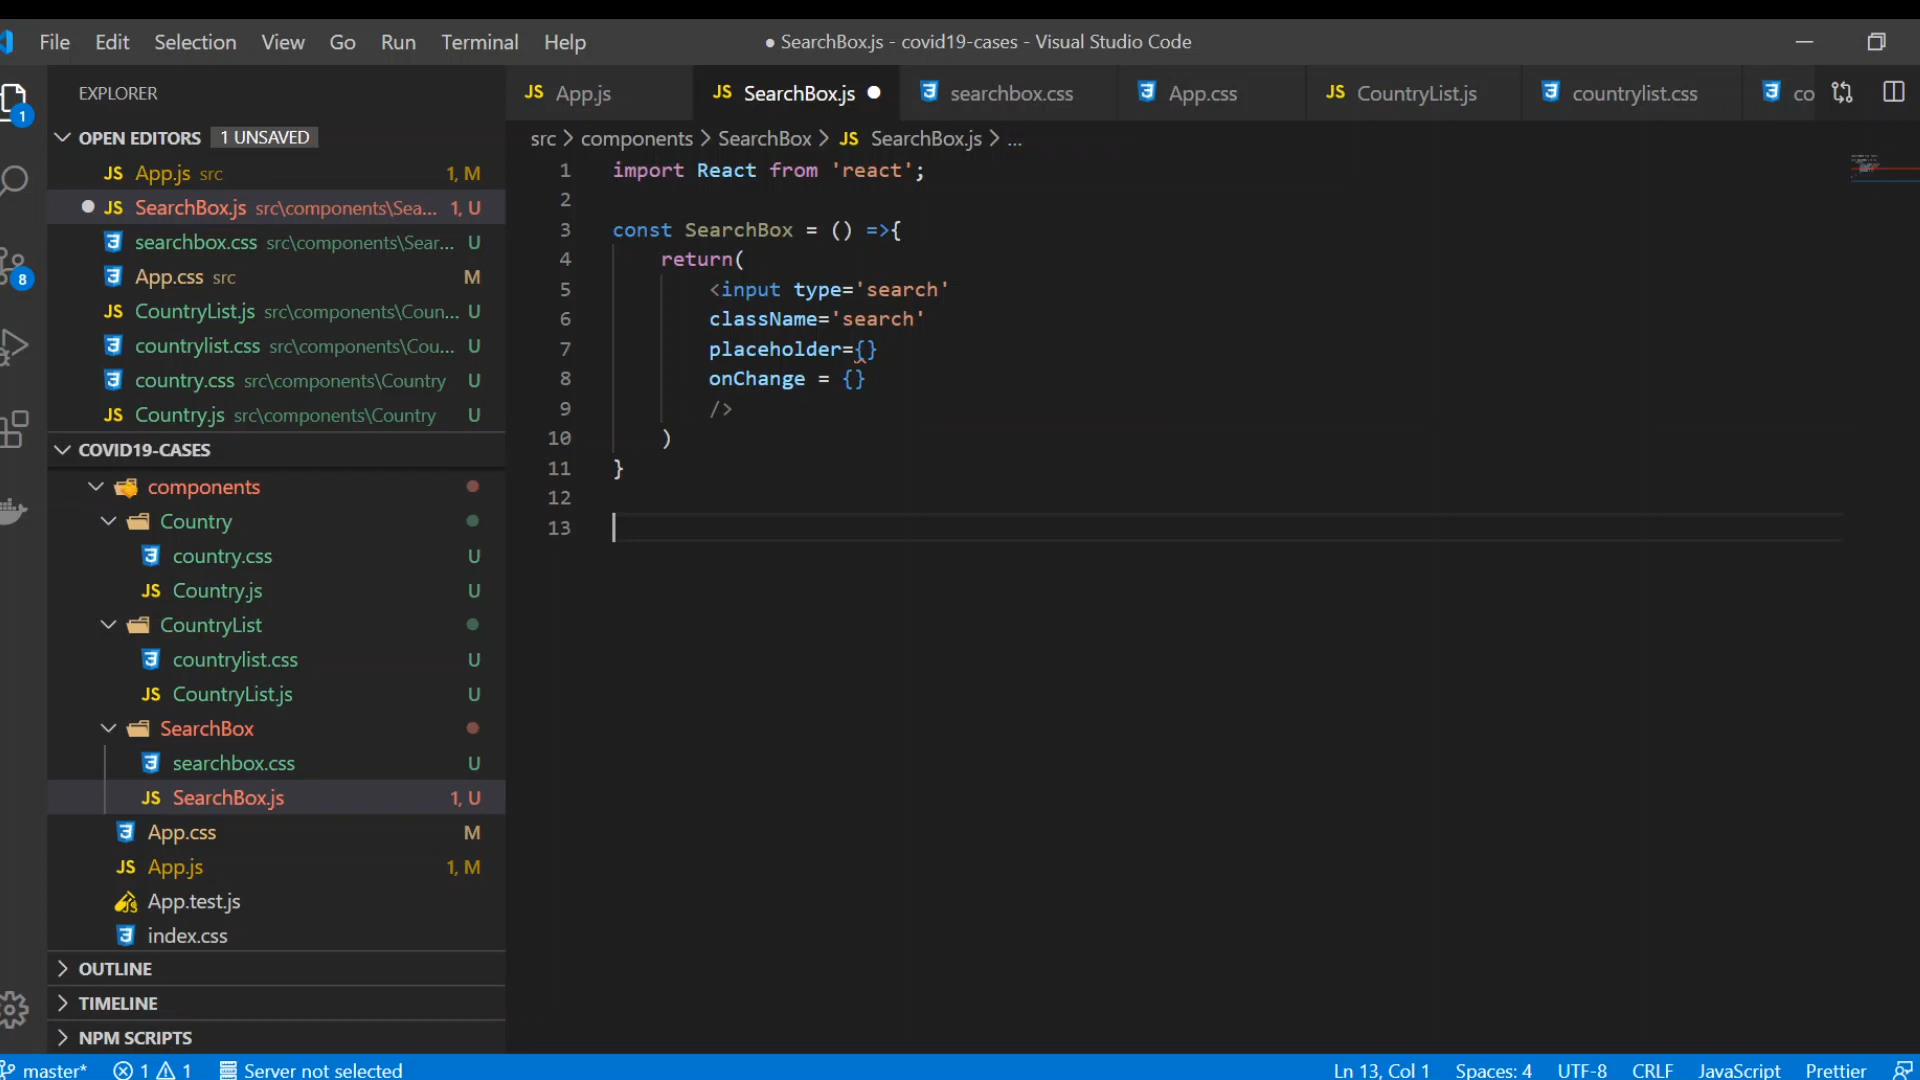 File Edit Selection View Go Run Terminal Help
● SearchBox.js - covid19-cases - Visual Studio Code
EXPLORER
JS App.js
JS SearchBox.js ●
searchbox.css
App.css
JS CountryList.js
countrylist.css
co
1
OPEN EDITORS 1 UNSAVED
JS App.js src 1, M
● JS SearchBox.js src\components\Sea... 1, U
searchbox.css src\components\Sear... U
App.css src M
JS CountryList.js src\components\Coun... U
countrylist.css src\components\Cou... U
country.css src\components\Country U
JS Country.js src\components\Country U
8
COVID19-CASES
components
Country
country.css U
JS Country.js U
CountryList
countrylist.css U
JS CountryList.js U
SearchBox
searchbox.css U
JS SearchBox.js 1, U
App.css M
JS App.js 1, M
App.test.js
index.css
OUTLINE
TIMELINE
NPM SCRIPTS
src > components > SearchBox > JS SearchBox.js > ...
1 import React from 'react';
2
3 const SearchBox = () =>{
4 return(
5 <input type='search'
6 className='search'
7 placeholder={}
8 onChange = {}
9 />
10 )
11 }
12
13
master* 1 1 Server not selected
Ln 13, Col 1 Spaces: 4 UTF-8 CRLF JavaScript Prettier